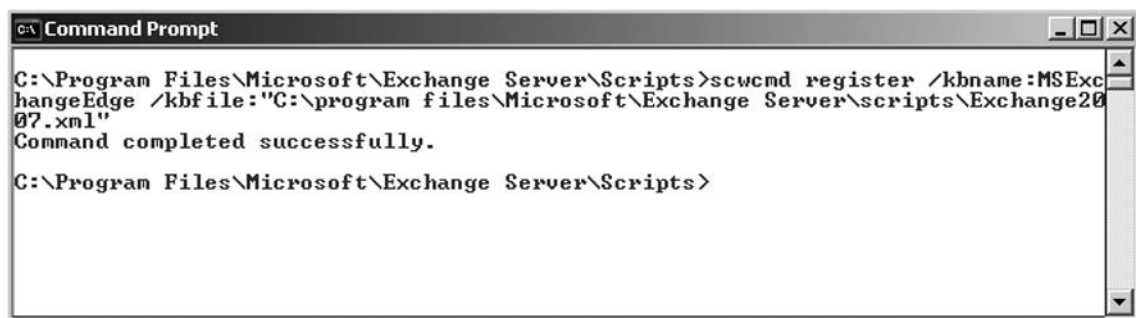 Command Prompt
C:\Program Files\Microsoft\Exchange Server\Scripts>scwcmd register /kbname:MSExc
hangeEdge /kbfile:"C:\program files\Microsoft\Exchange Server\scripts\Exchange20
07.xml"
Command completed successfully.
C:\Program Files\Microsoft\Exchange Server\Scripts>